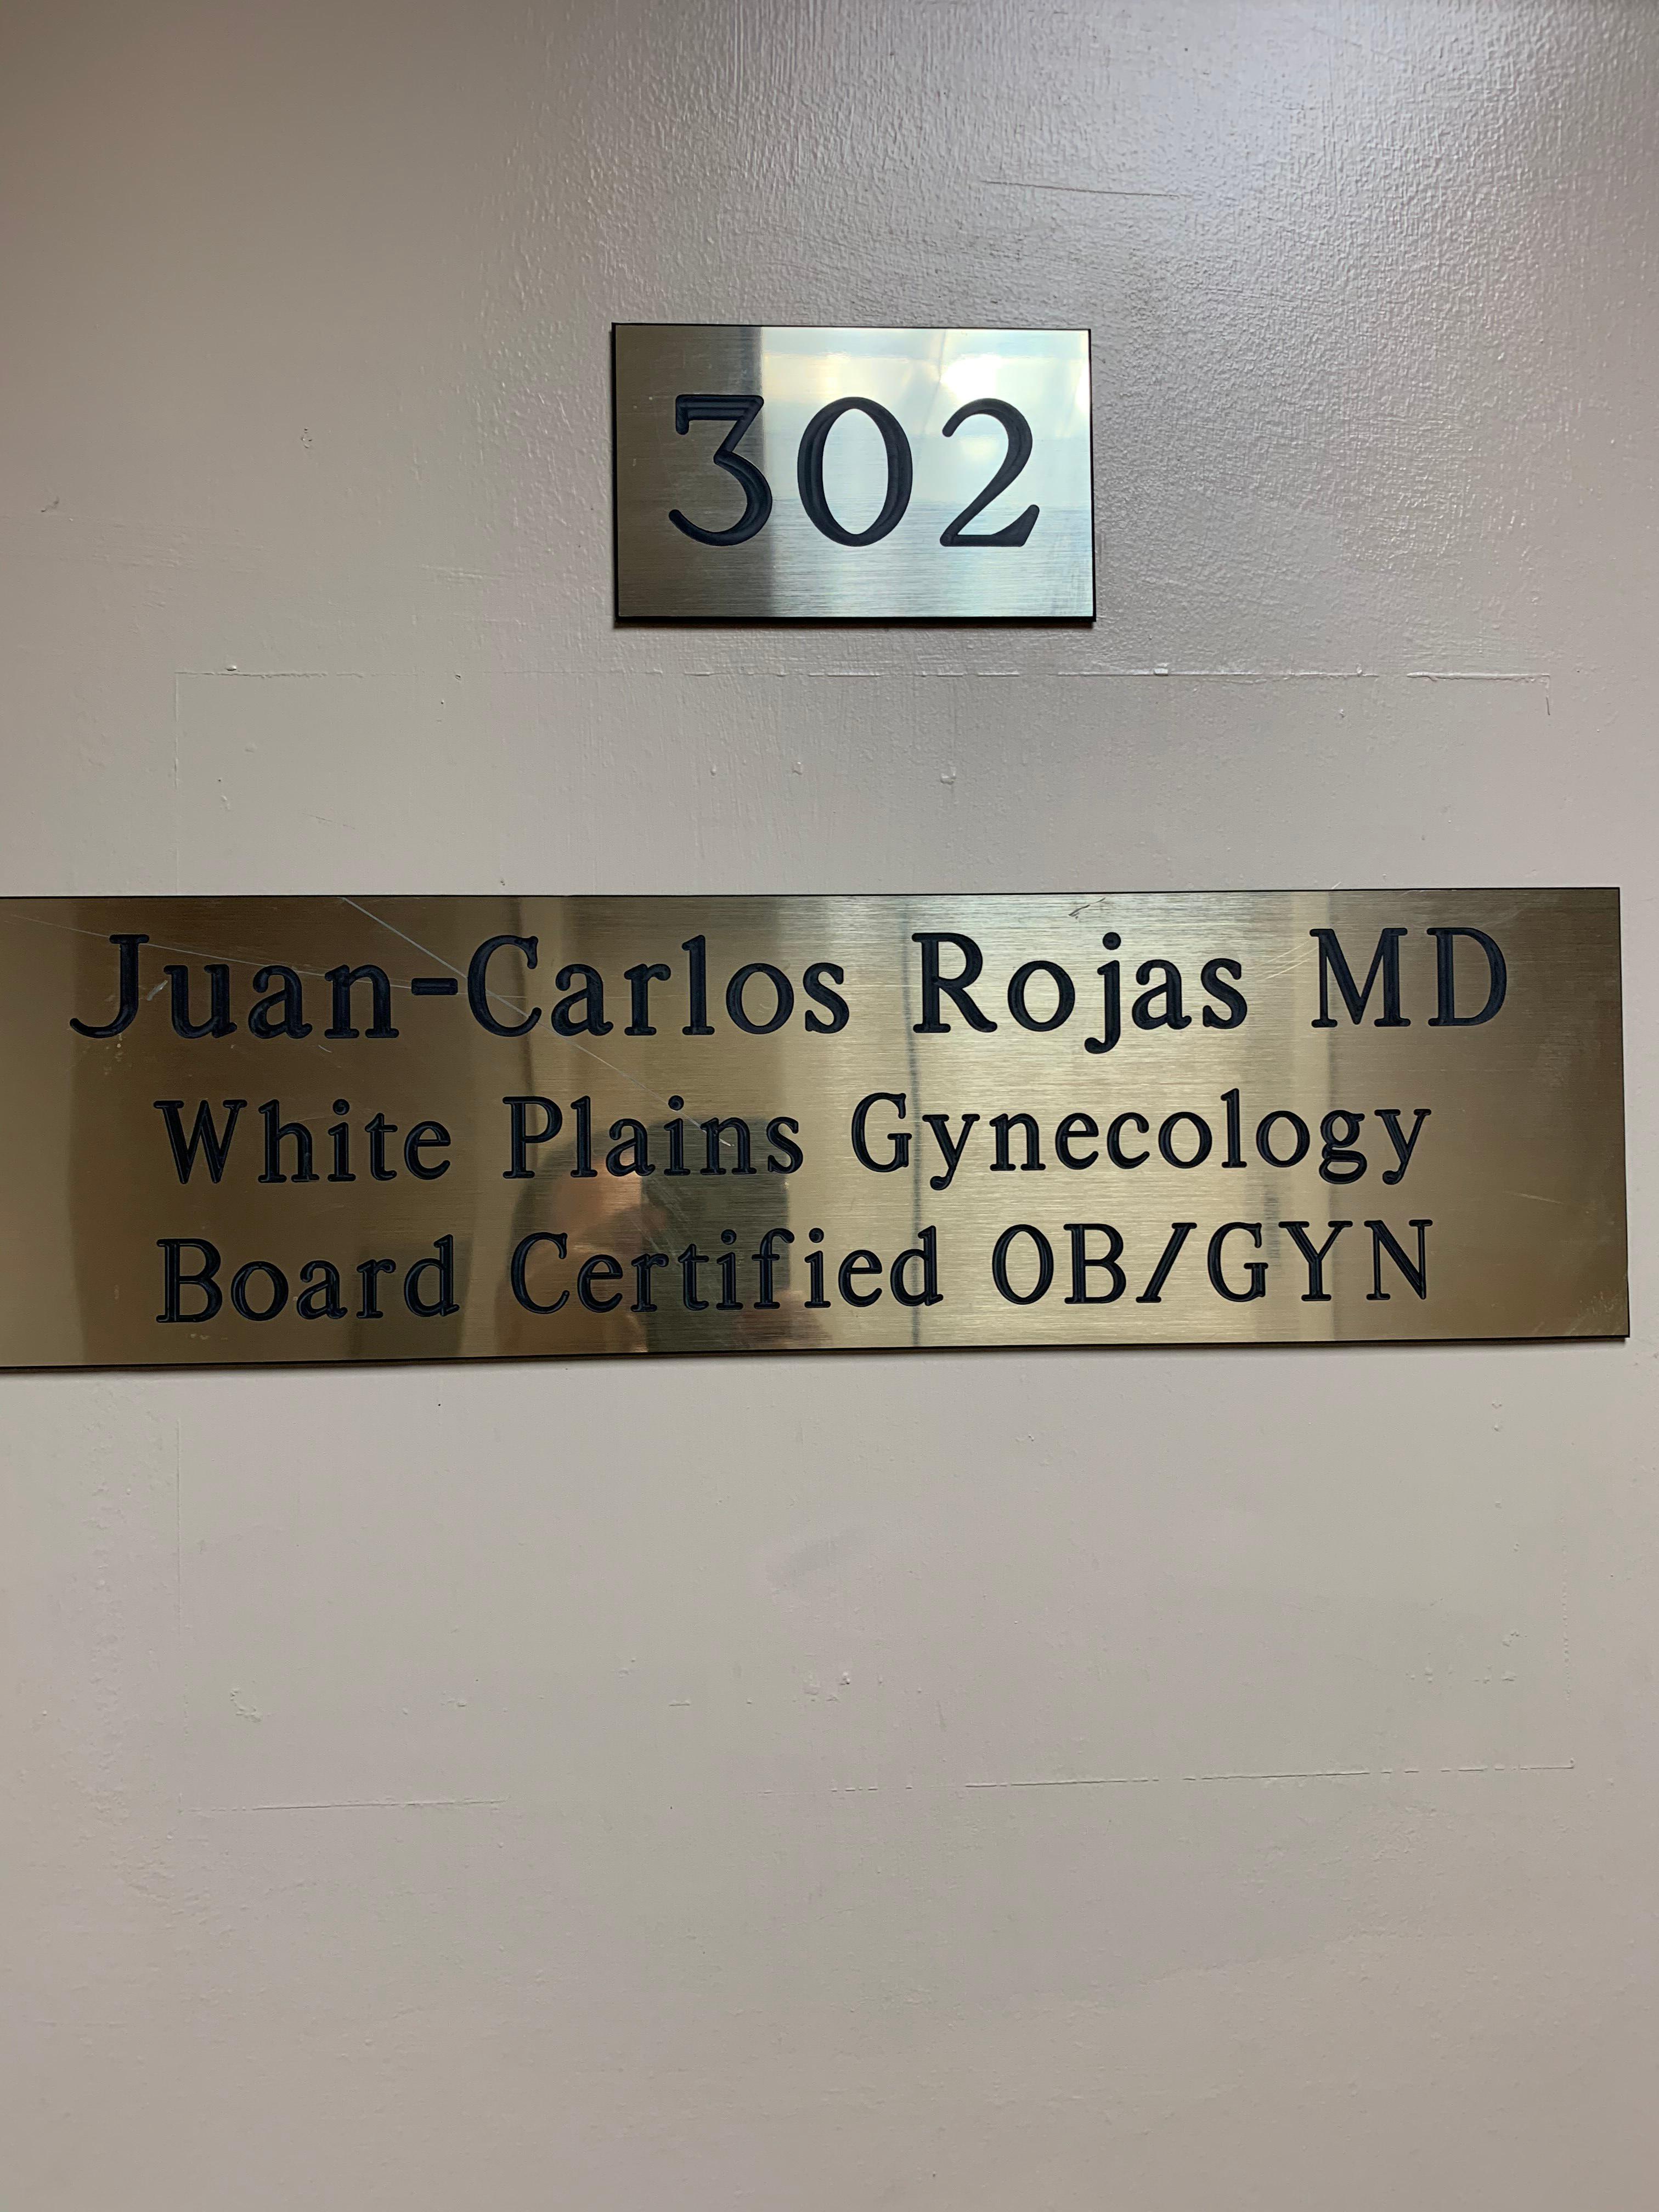 302
Juan-Carlos Rojas MD
White Plains Gynecology
Board Certified OB/GYN